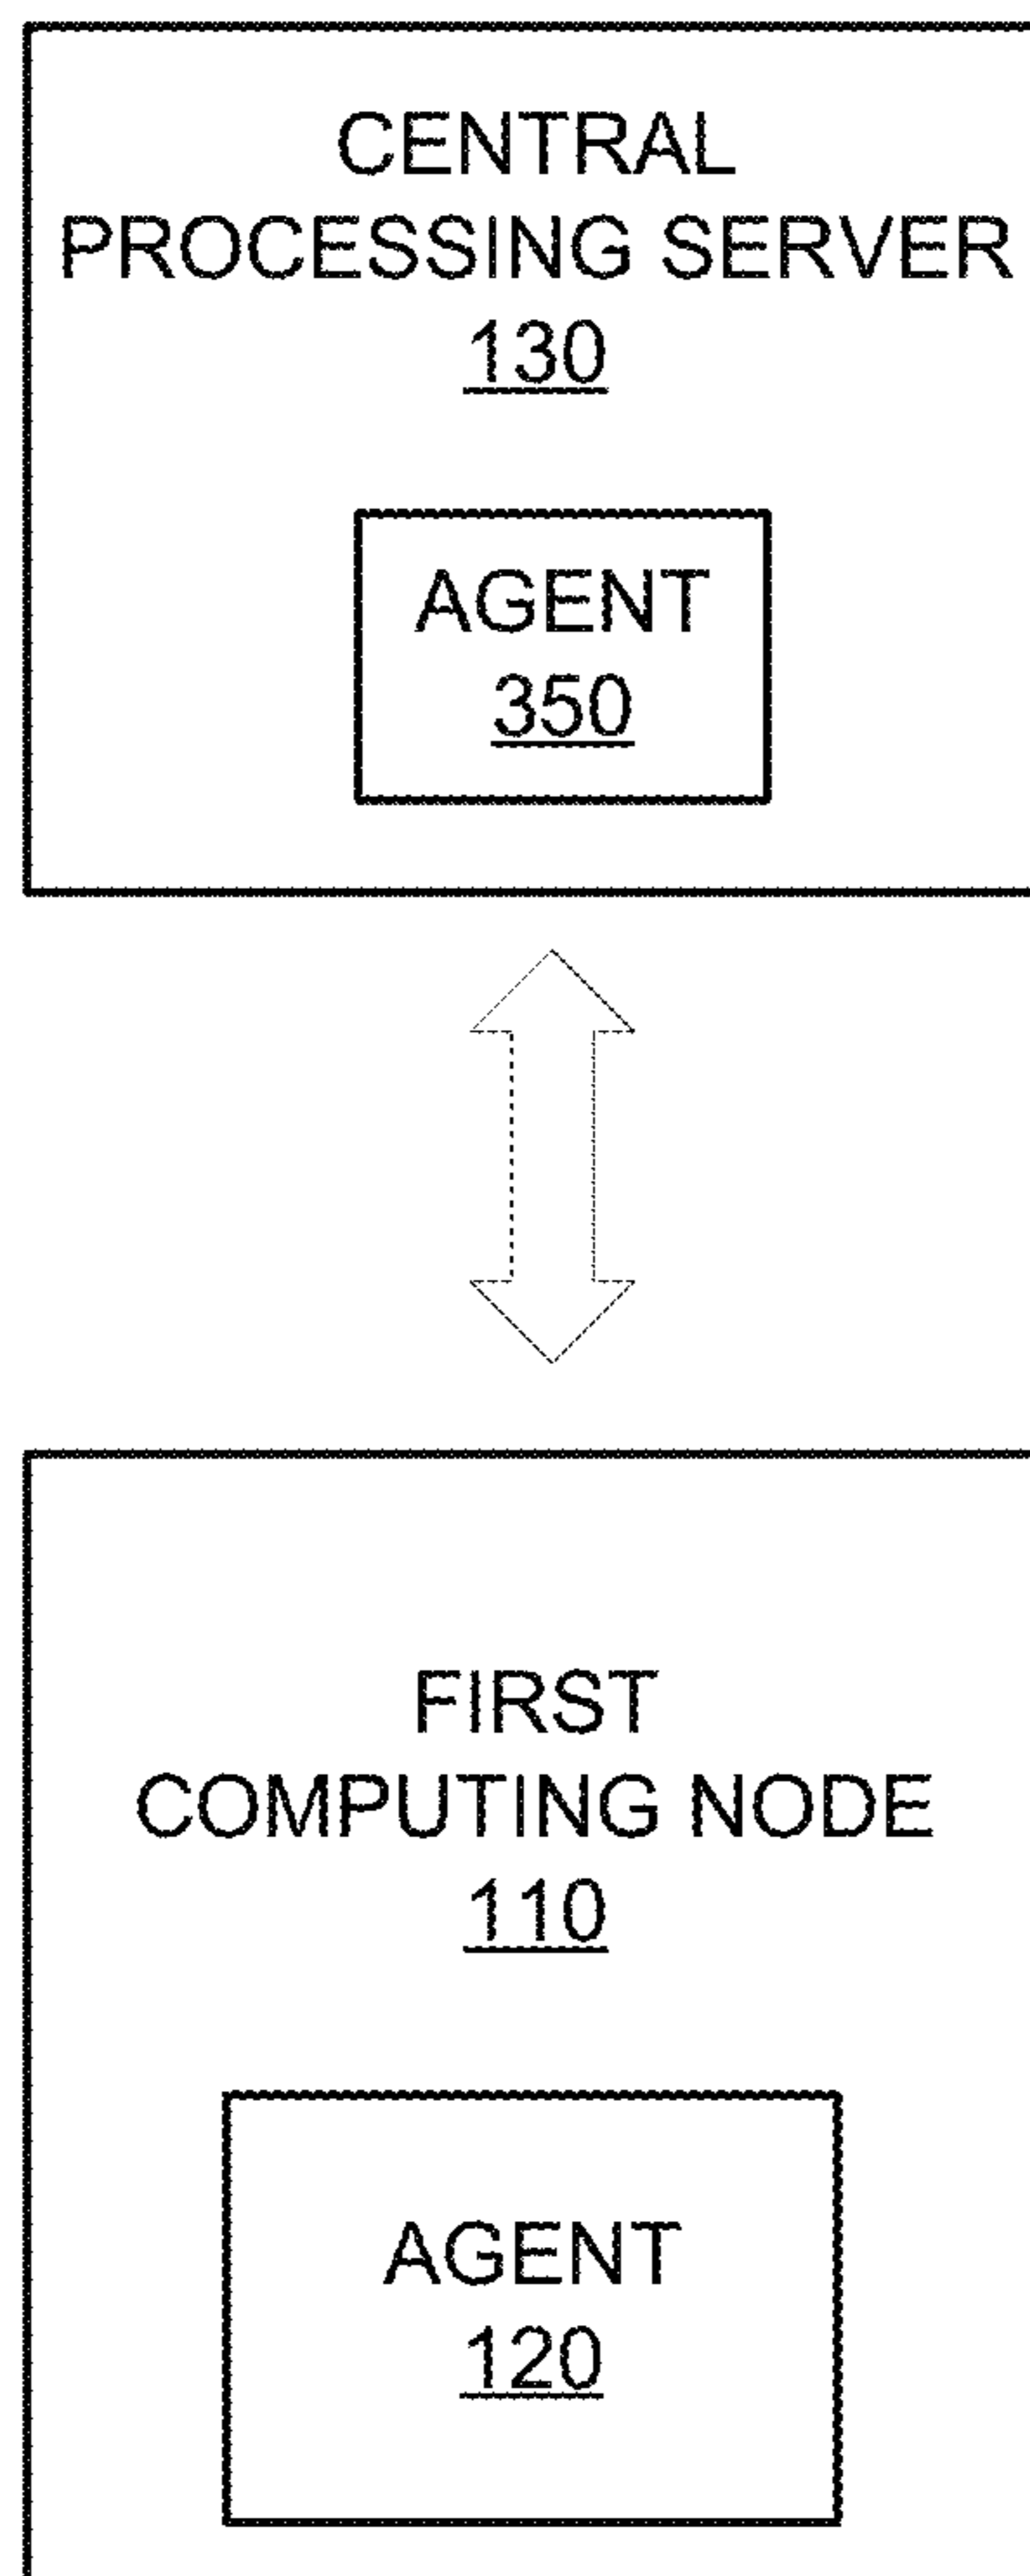 CENTRAL
PROCESSING SERVER
130
AGENT
350
FIRST
COMPUTING NODE
110
AGENT
120